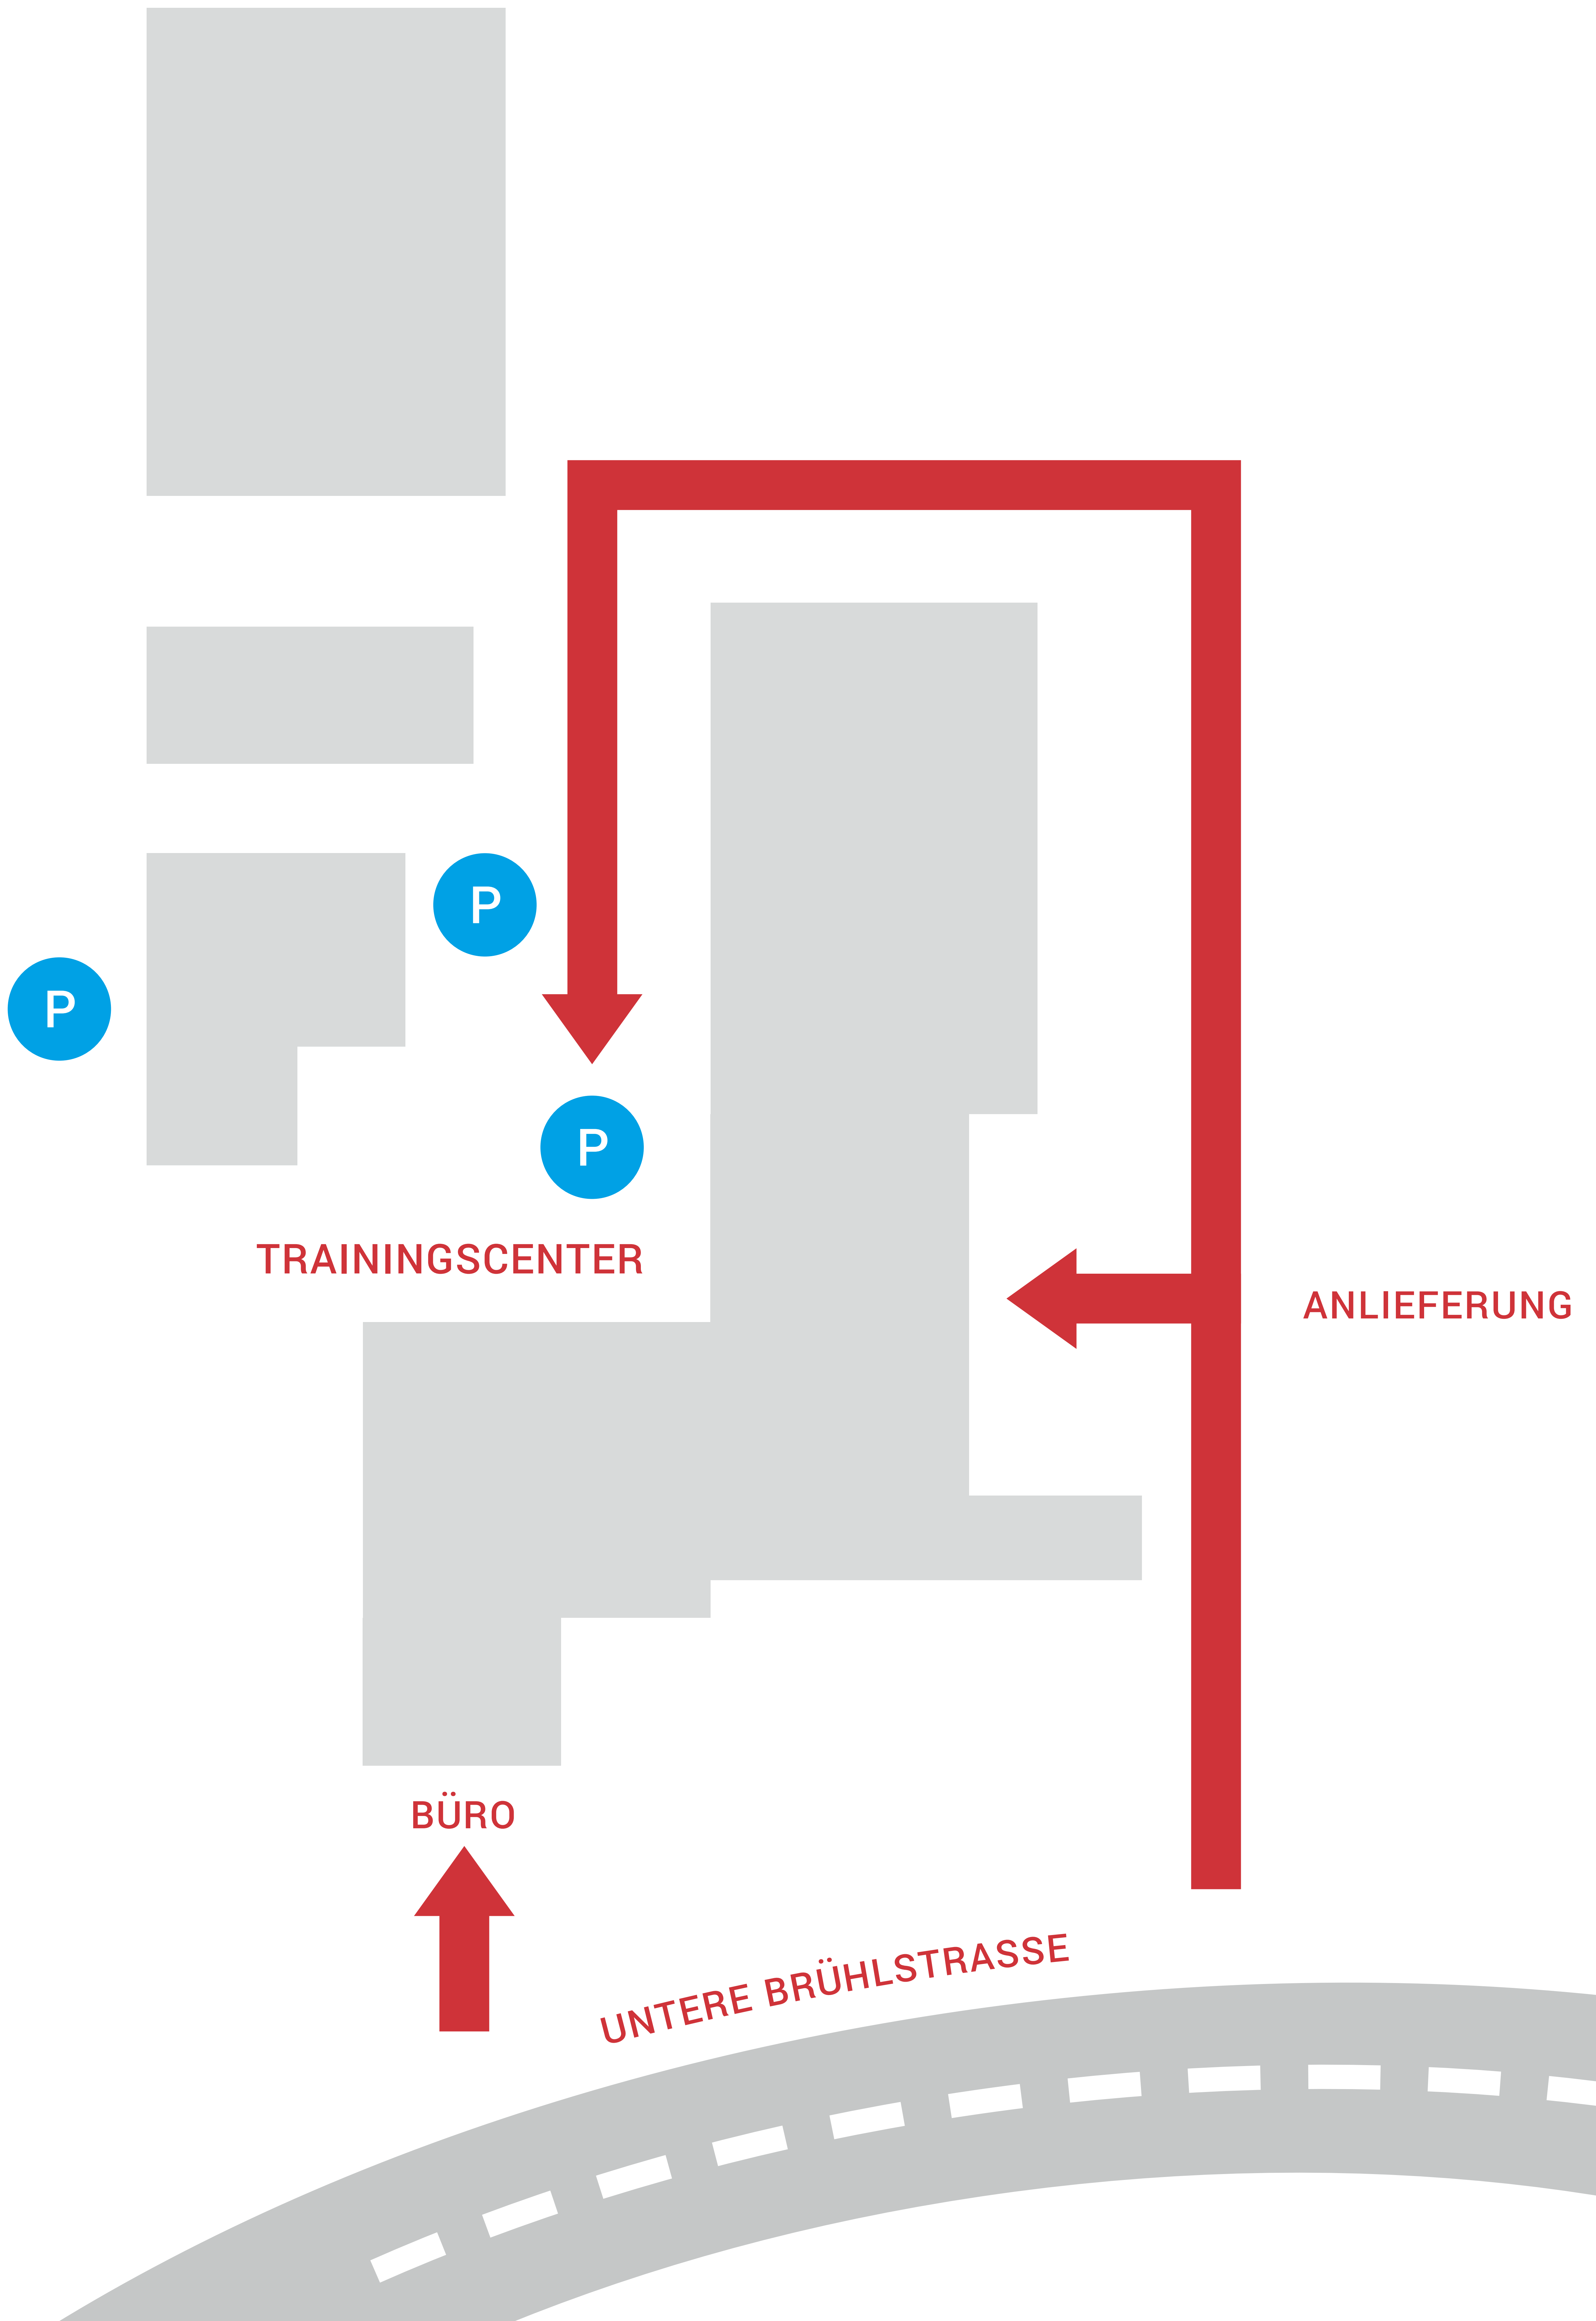 P
P
P
TRAININGSCENTER
ANLIEFERUNG
BÜRO
UNTERE BRÜHLSTRASSE